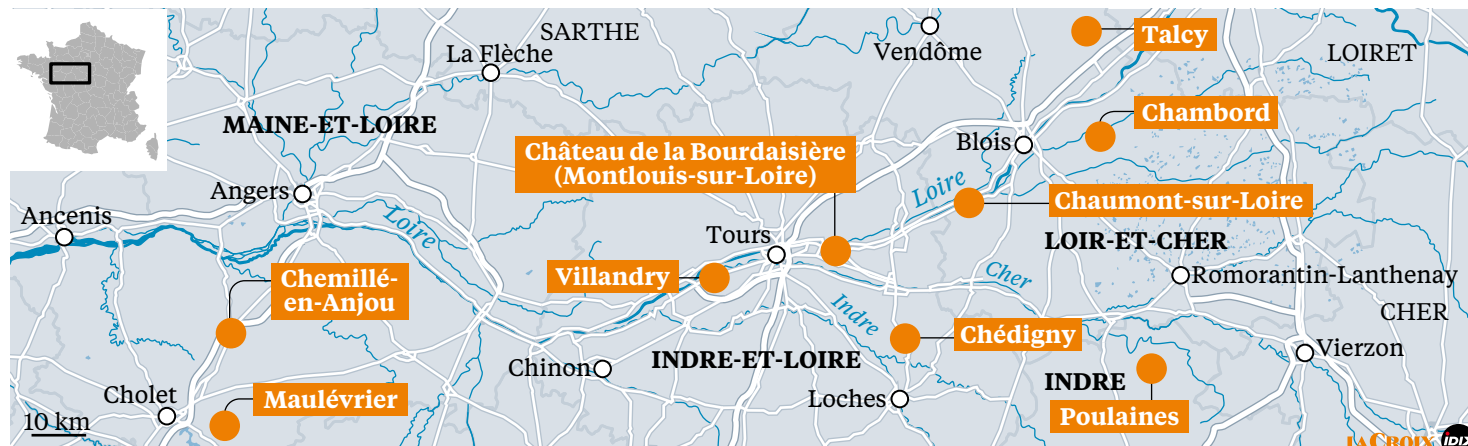 SARTHE
La Flèche
Vendôme
Talcy
LOIRET
MAINE-ET-LOIRE
Chambord
Blois
Château de la Bourdaisière
(Montlouis-sur-Loire)
Angers
Loire
Chaumont-sur-Loire
Ancenis
Loire
Tours
LOIR-ET-CHER
Villandry
Cher
Romorantin-Lanthenay
Chemillé-
en-Anjou
Indre
CHER
Chédigny
Vierzon
INDRE-ET-LOIRE
Chinon
INDRE
Cholet
Maulévrier
Loches
Poulaines
10 km
LA CROIX